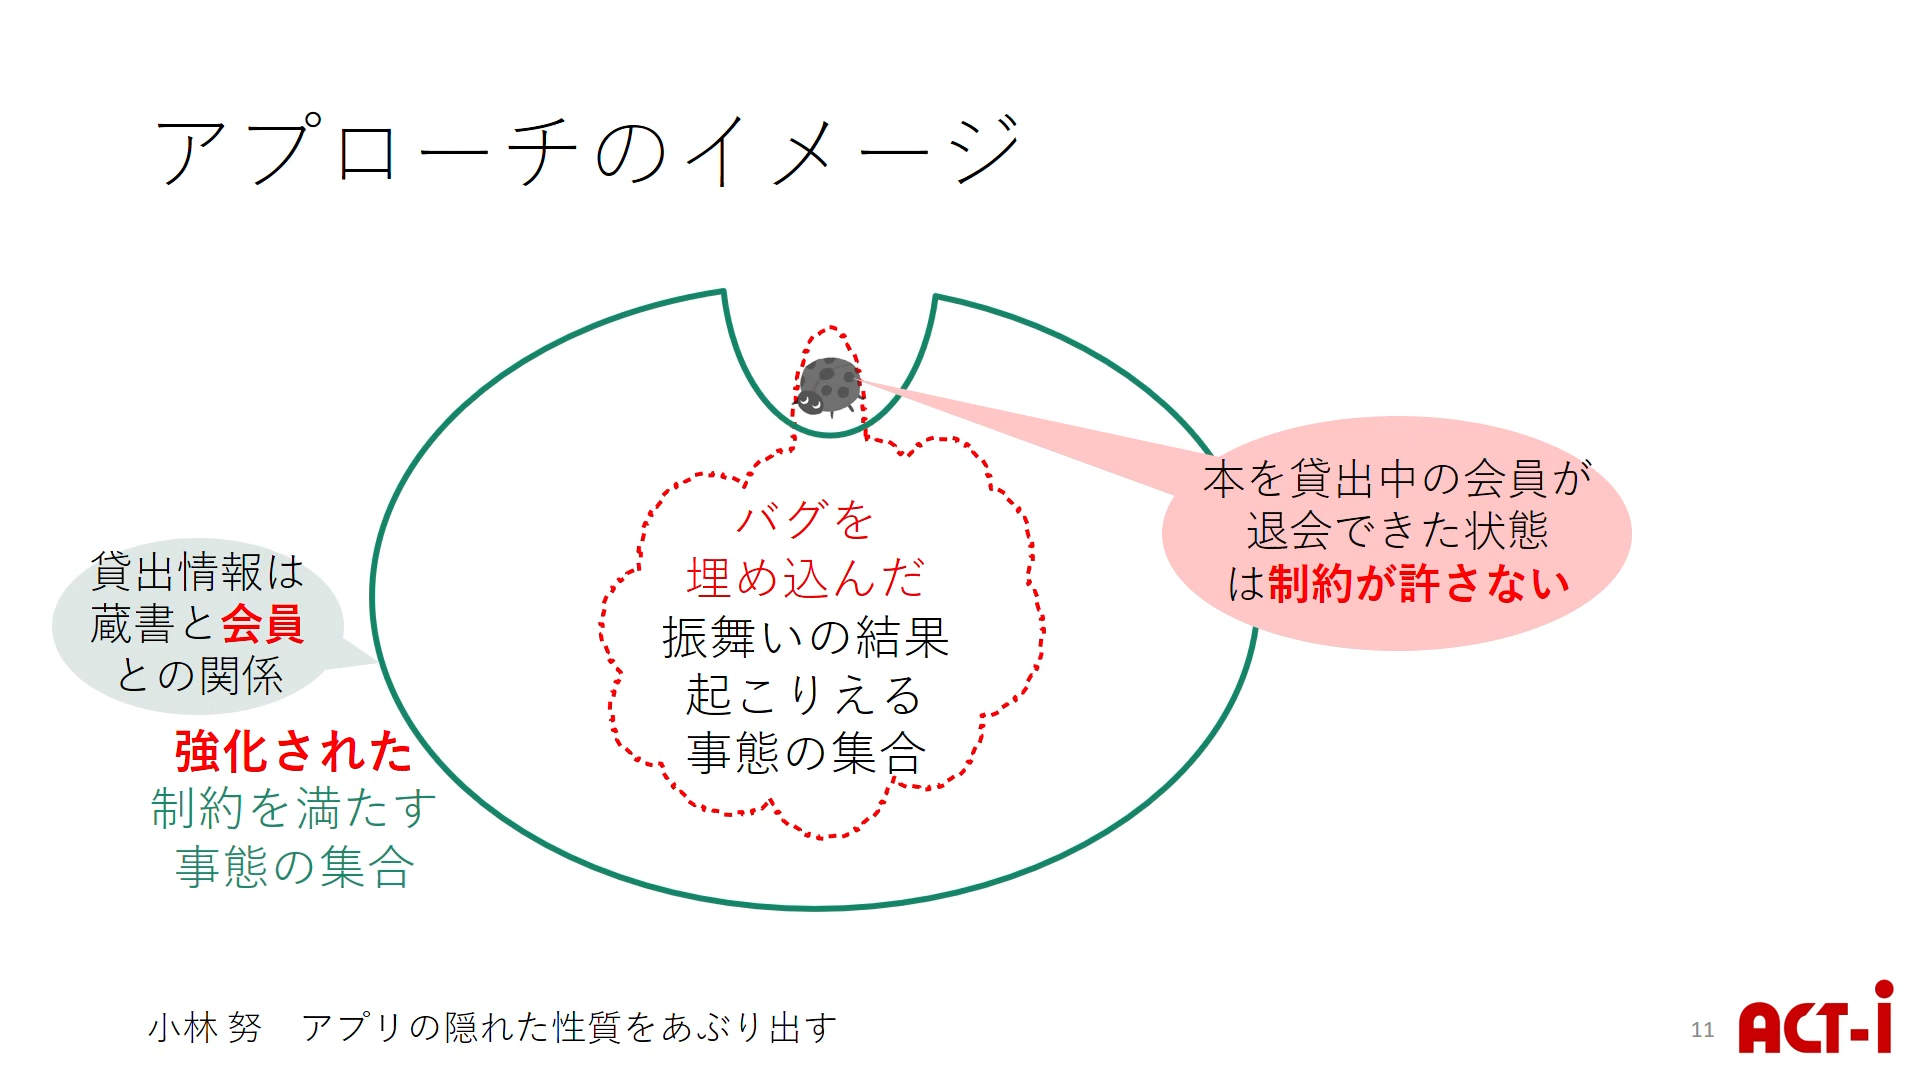 アプローチのイメージ
本を貸出中の会員が
退会できた状態
は制約が許さない
バグを
埋め込んだ
振舞いの結果
起こりえる
事態の集合
貸出情報は
蔵書と会員
との関係
強化された
制約を満たす
事態の集合
小林 努　アプリの隠れた性質をあぶり出す
11
ACT-i